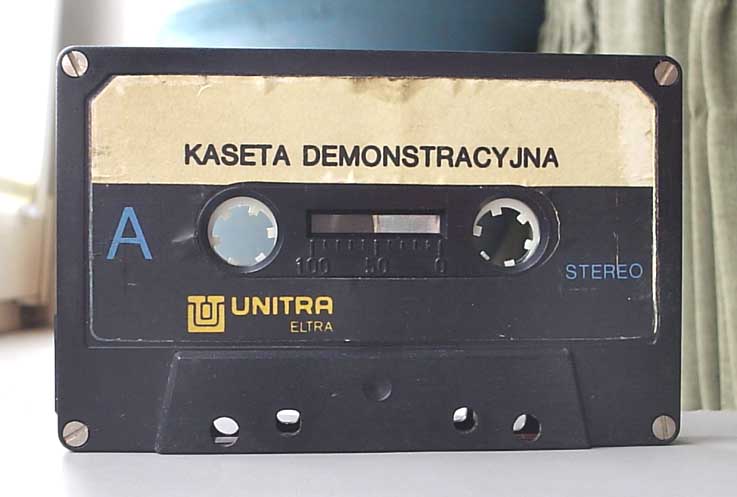 KASETA DEMONSTRACYJNA
A
100 50 0
STEREO
UNITRA
ELTRA